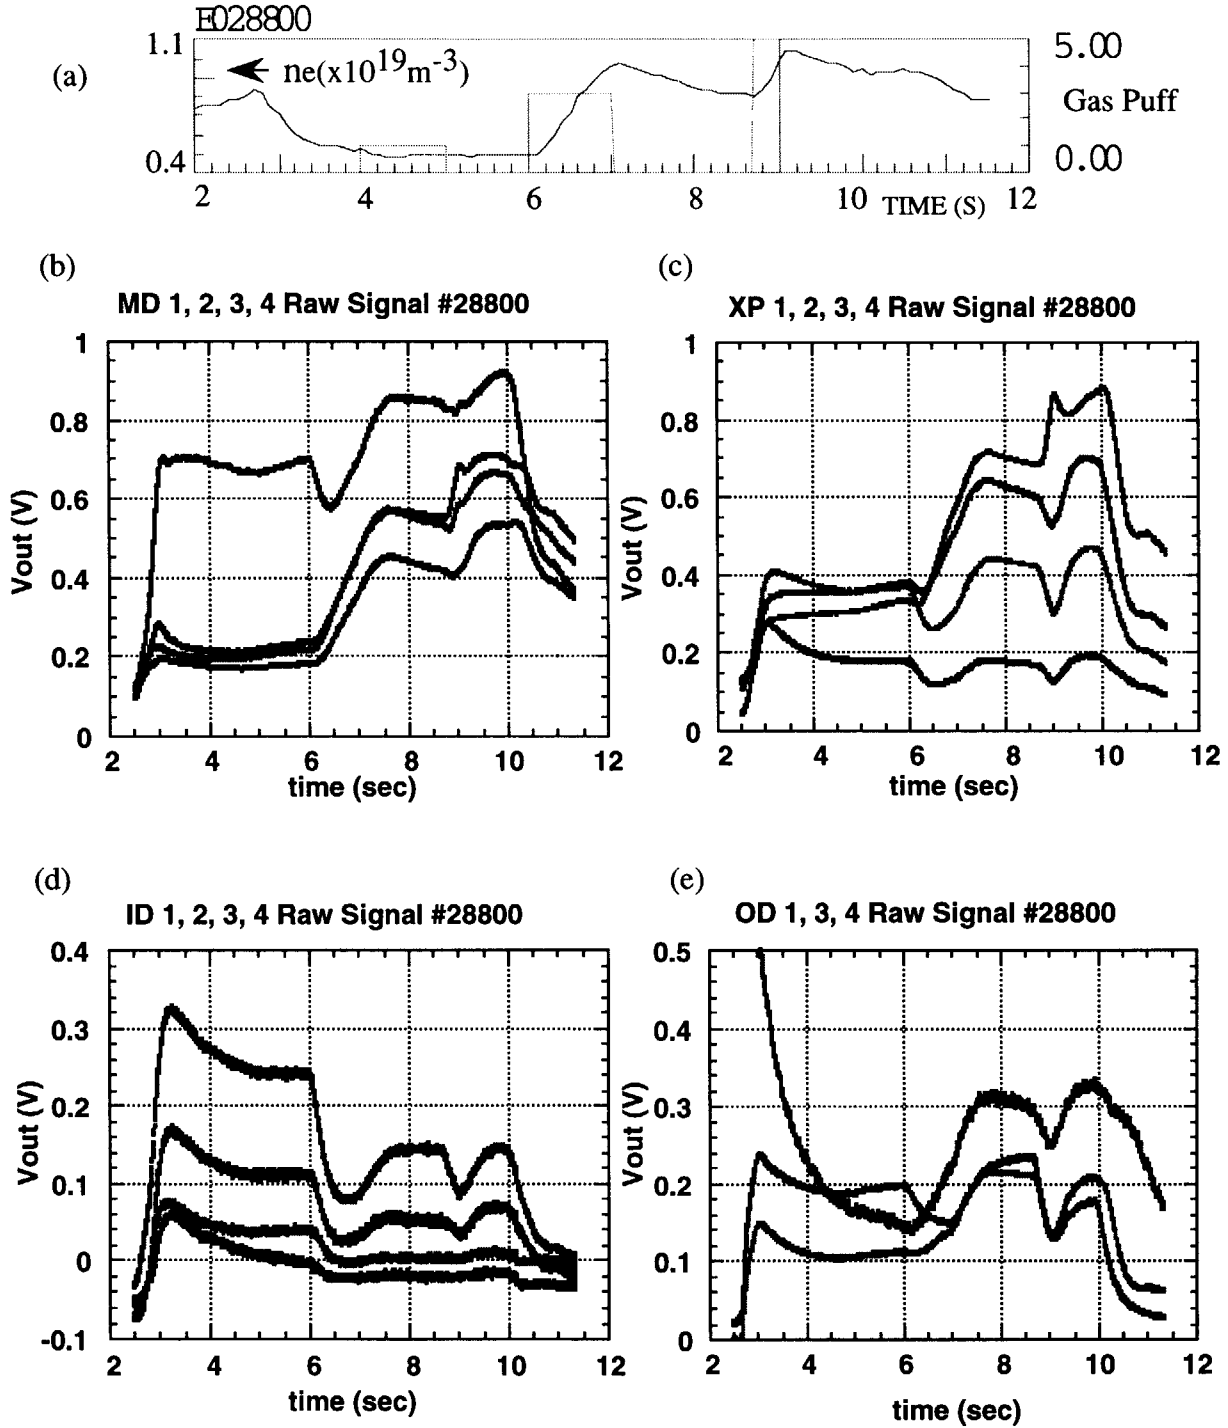 E028800
(a)
1.1
ne(x10^19m^-3)
0.4
5.00
Gas Puff
0.00
2 4 6 8 10 TIME (S) 12
(b)
MD 1, 2, 3, 4 Raw Signal #28800
1
0.8
0.6
0.4
0.2
0
Vout (V)
2 4 6 8 10 12
time (sec)
(c)
XP 1, 2, 3, 4 Raw Signal #28800
1
0.8
0.6
0.4
0.2
0
Vout (V)
2 4 6 8 10 12
time (sec)
(d)
ID 1, 2, 3, 4 Raw Signal #28800
0.4
0.3
0.2
0.1
0
-0.1
Vout (V)
2 4 6 8 10 12
time (sec)
(e)
OD 1, 3, 4 Raw Signal #28800
0.5
0.4
0.3
0.2
0.1
0
Vout (V)
2 4 6 8 10 12
time (sec)